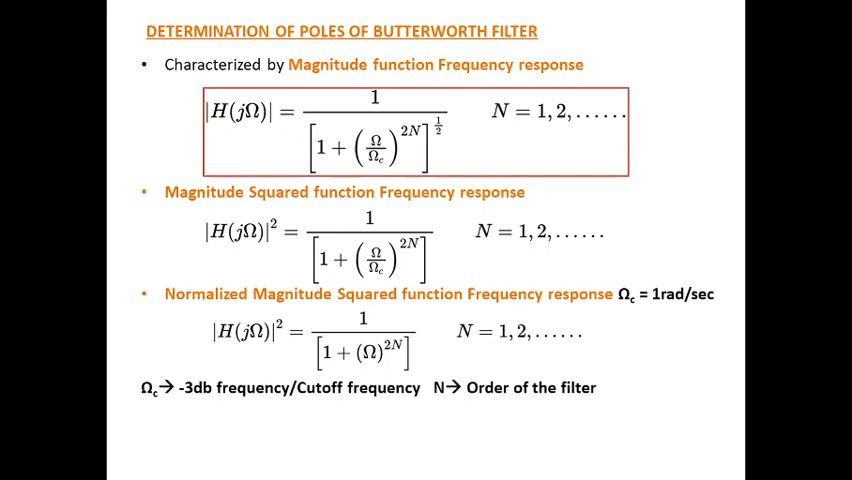 DETERMINATION OF POLES OF BUTTERWORTH FILTER
• Characterized by Magnitude function Frequency response
|H(jΩ)| = 1 / [1 + (Ω/Ωc)^2N]^1/2 N = 1, 2, ......
• Magnitude Squared function Frequency response
|H(jΩ)|² = 1 / [1 + (Ω/Ωc)^2N] N = 1, 2, ......
• Normalized Magnitude Squared function Frequency response Ωc = 1rad/sec
|H(jΩ)|² = 1 / [1 + (Ω)^2N] N = 1, 2, ......
Ωc→ -3db frequency/Cutoff frequency N→ Order of the filter